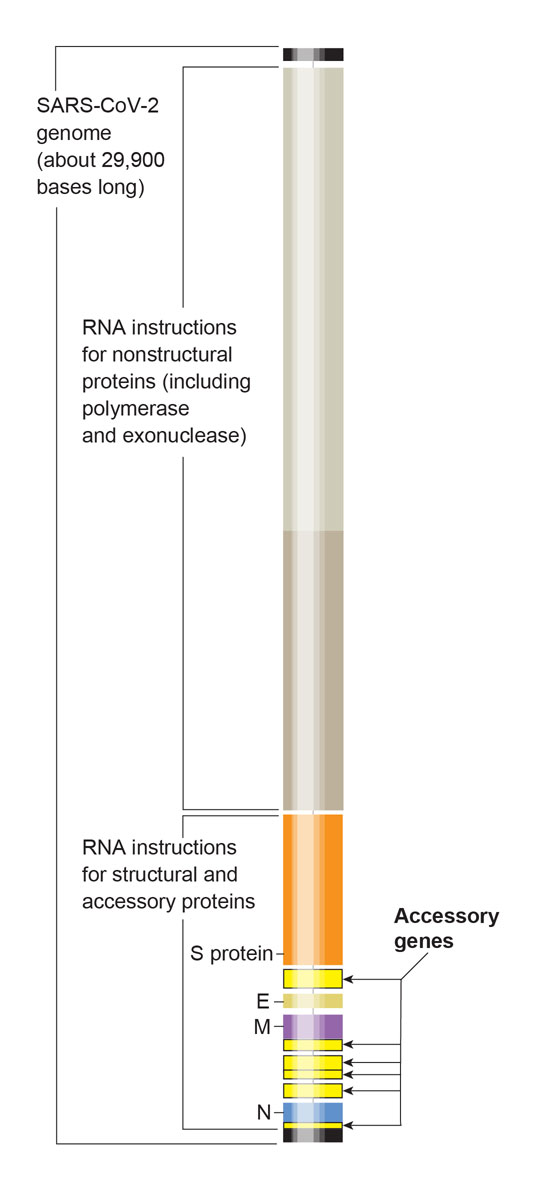 SARS-CoV-2
genome
(about 29,900
bases long)
RNA instructions
for nonstructural
proteins (including
polymerase
and exonuclease)
RNA instructions
for structural and
accessory proteins
Accessory
genes
S protein
E
M
N